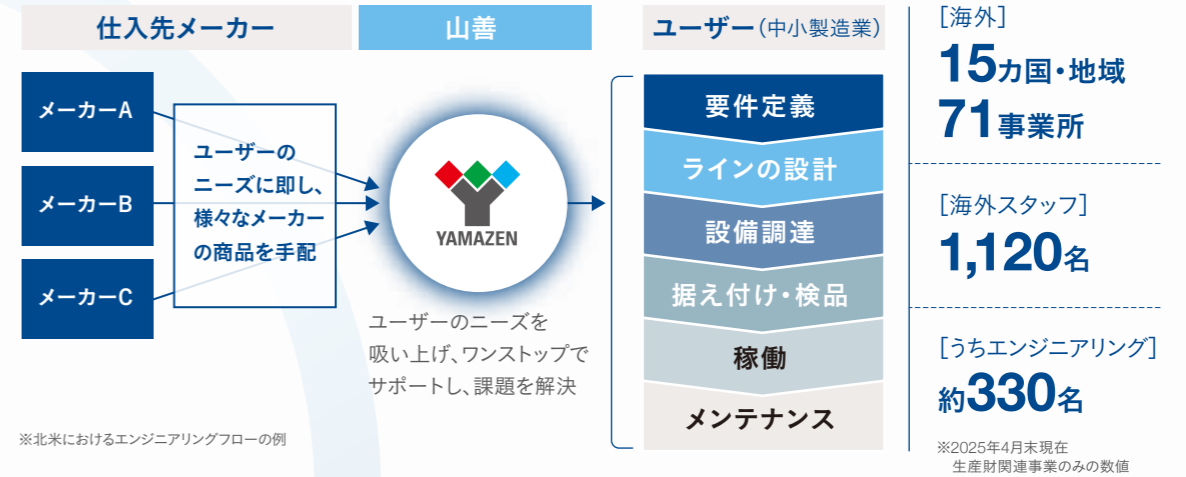 仕入先メーカー
山善
ユーザー（中小製造業）
メーカーA
メーカーB
メーカーC
ユーザーの
ニーズに即し、
様々なメーカー
の商品を手配
YAMAZEN
ユーザーのニーズを
吸い上げ、ワンストップで
サポートし、課題を解決
要件定義
ラインの設計
設備調達
据え付け・検品
稼働
メンテナンス
※北米におけるエンジニアリングフローの例
［海外］
15カ国・地域
71事業所
［海外スタッフ］
1,120名
［うちエンジニアリング］
約330名
※2025年4月末現在
生産財関連事業のみの数値